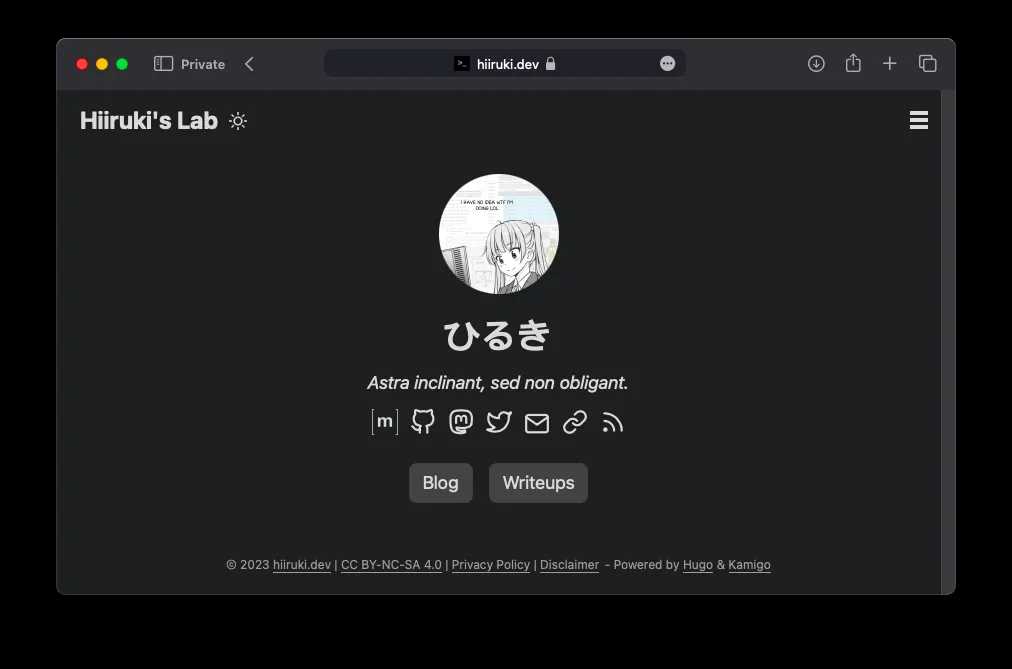 Private
>_ hiiruki.dev
Hiiruki's Lab
I HAVE NO IDEA WTF I'M
DOING LOL
ひるき
Astra inclinant, sed non obligant.
[m]
Blog
Writeups
© 2023 hiiruki.dev | CC BY-NC-SA 4.0 | Privacy Policy | Disclaimer - Powered by Hugo & Kamigo